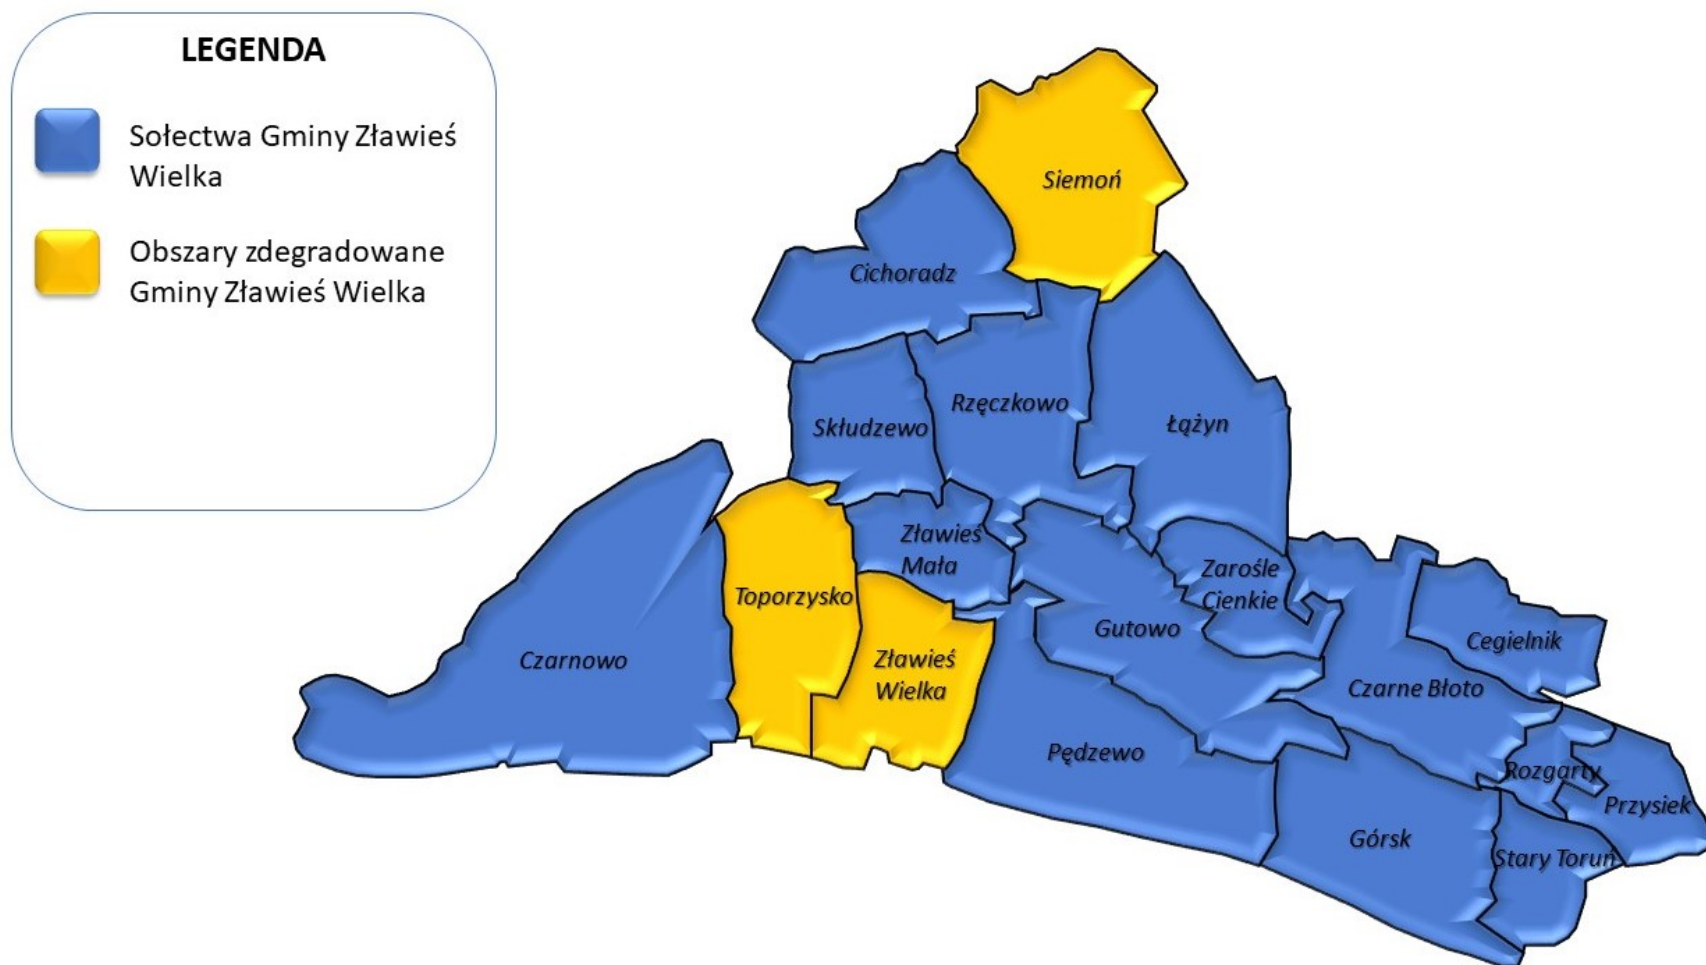 LEGENDA
Sołectwa Gminy Zławieś
Wielka
Obszary zdegradowane
Gminy Zławieś Wielka
Siemoń
Cichoradz
Rzęczkowo
Skłudzewo
Łążyn
Zławieś
Mała
Zarośle
Cienkie
Toporzysko
Gutowo
Cegielnik
Czarnowo
Zławieś
Wielka
Czarne Błoto
Pędzewo
Rozgarty
Przysiek
Górsk
Stary Toruń